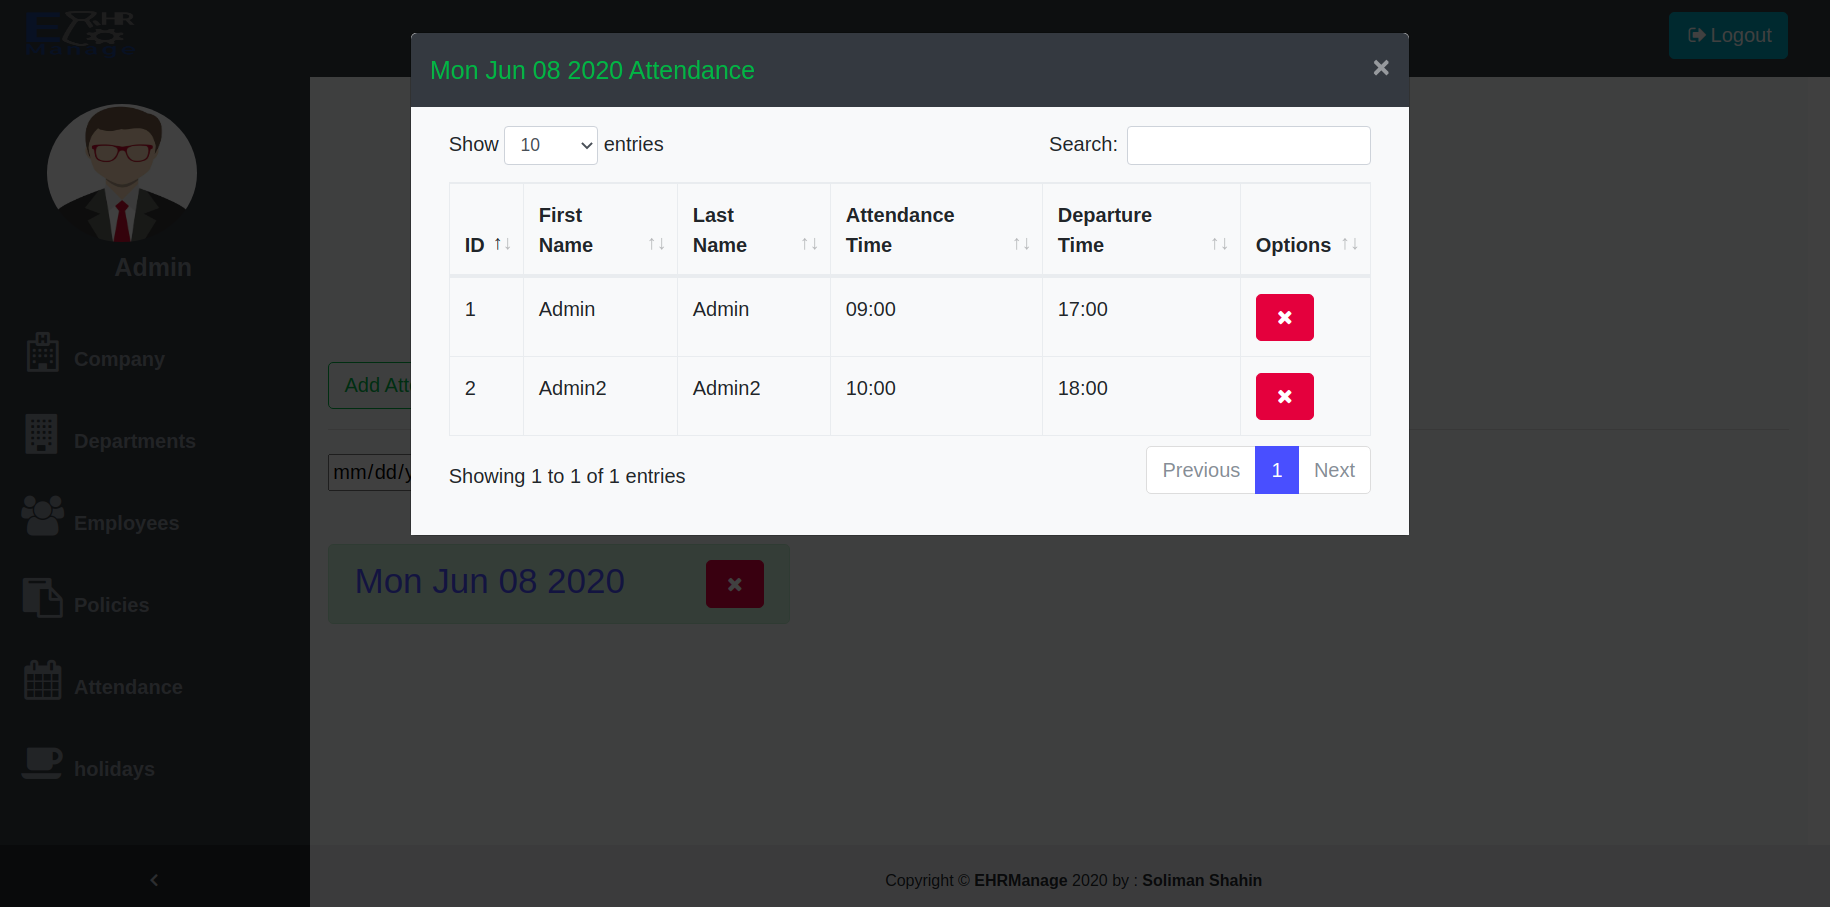 HR
Logout
Mon Jun 08 2020 Attendance
Show 10 entries
Search:
ID
First Name
Last Name
Attendance Time
Departure Time
Options
1 Admin Admin 09:00 17:00
2 Admin2 Admin2 10:00 18:00
Showing 1 to 1 of 1 entries
Previous 1 Next
Admin
Company
Departments
Employees
Policies
Attendance
holidays
Add Att
mm/dd/y
Mon Jun 08 2020
Copyright © EHRManage 2020 by : Soliman Shahin